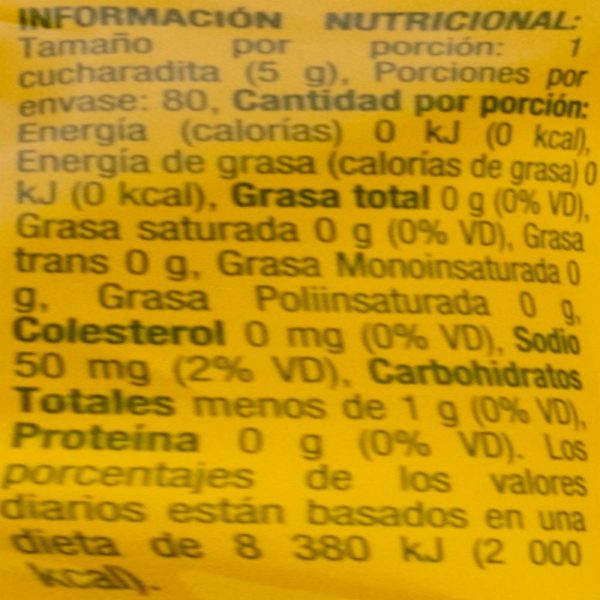 INFORMACIÓN NUTRICIONAL:
Tamaño por porción: 1
cucharadita (5 g), Porciones por
envase: 80, Cantidad por porción:
Energía (calorías) 0 kJ (0 kcal),
Energía de grasa (calorías de grasa) 0
kJ (0 kcal), Grasa total 0 g (0% VD),
Grasa saturada 0 g (0% VD), Grasa
trans 0 g, Grasa Monoinsaturada 0
g, Grasa Poliinsaturada 0 g,
Colesterol 0 mg (0% VD), Sodio
50 mg (2% VD), Carbohidratos
Totales menos de 1 g (0% VD),
Proteína 0 g (0% VD). Los
porcentajes de los valores
diarios están basados en una
dieta de 8 380 kJ (2 000
kcal).